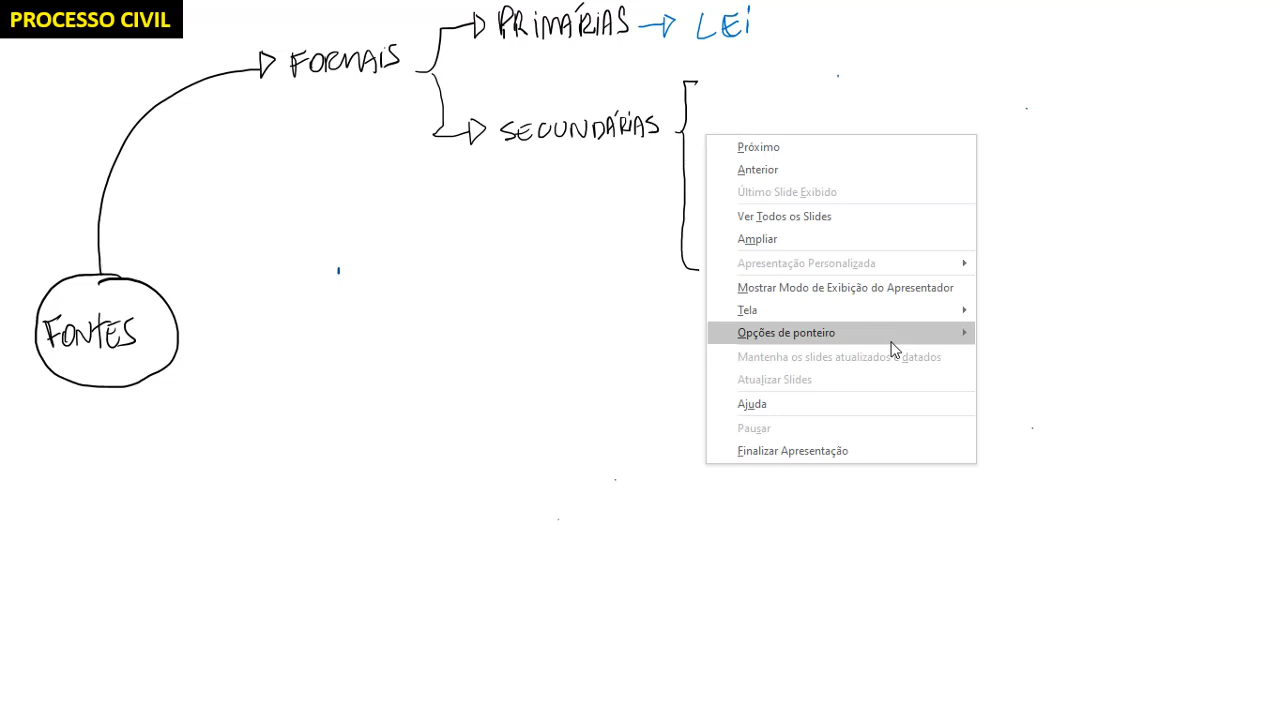 PROCESSO CIVIL
PRIMÁRIAS → LEI
FORMAIS
SECUNDÁRIAS
FONTES
Próximo
Anterior
Último Slide Exibido
Ver Todos os Slides
Ampliar
Apresentação Personalizada
Mostrar Modo de Exibição do Apresentador
Tela
Opções de ponteiro
Mantenha os slides atualizados datados
Atualizar Slides
Ajuda
Pausar
Finalizar Apresentação